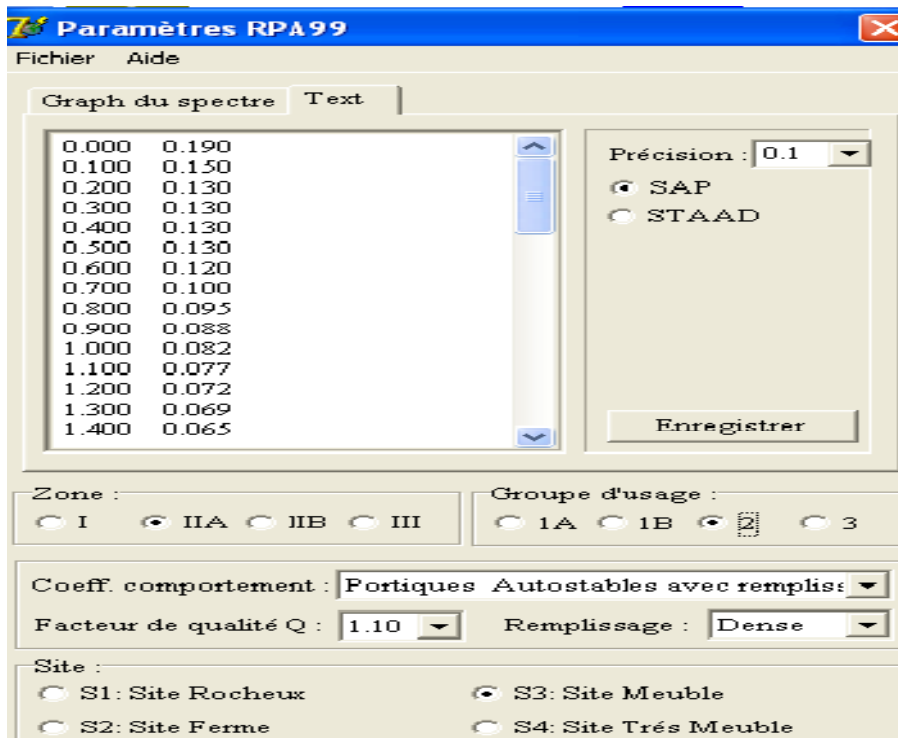 Paramètres RPA99
Fichier Aide
Graph du spectre Text
0.000 0.190
0.100 0.150
0.200 0.130
0.300 0.130
0.400 0.130
0.500 0.130
0.600 0.120
0.700 0.100
0.800 0.095
0.900 0.088
1.000 0.082
1.100 0.077
1.200 0.072
1.300 0.069
1.400 0.065
Précision : 0.1
SAP
STAAD
Enregistrer
Zone :
I IIA IIB III
Groupe d'usage :
1A 1B 2 3
Coeff. comportement : Portiques Autostables avec remplis
Facteur de qualité Q : 1.10 Remplissage : Dense
Site :
S1: Site Rocheux S3: Site Meuble
S2: Site Ferme S4: Site Trés Meuble